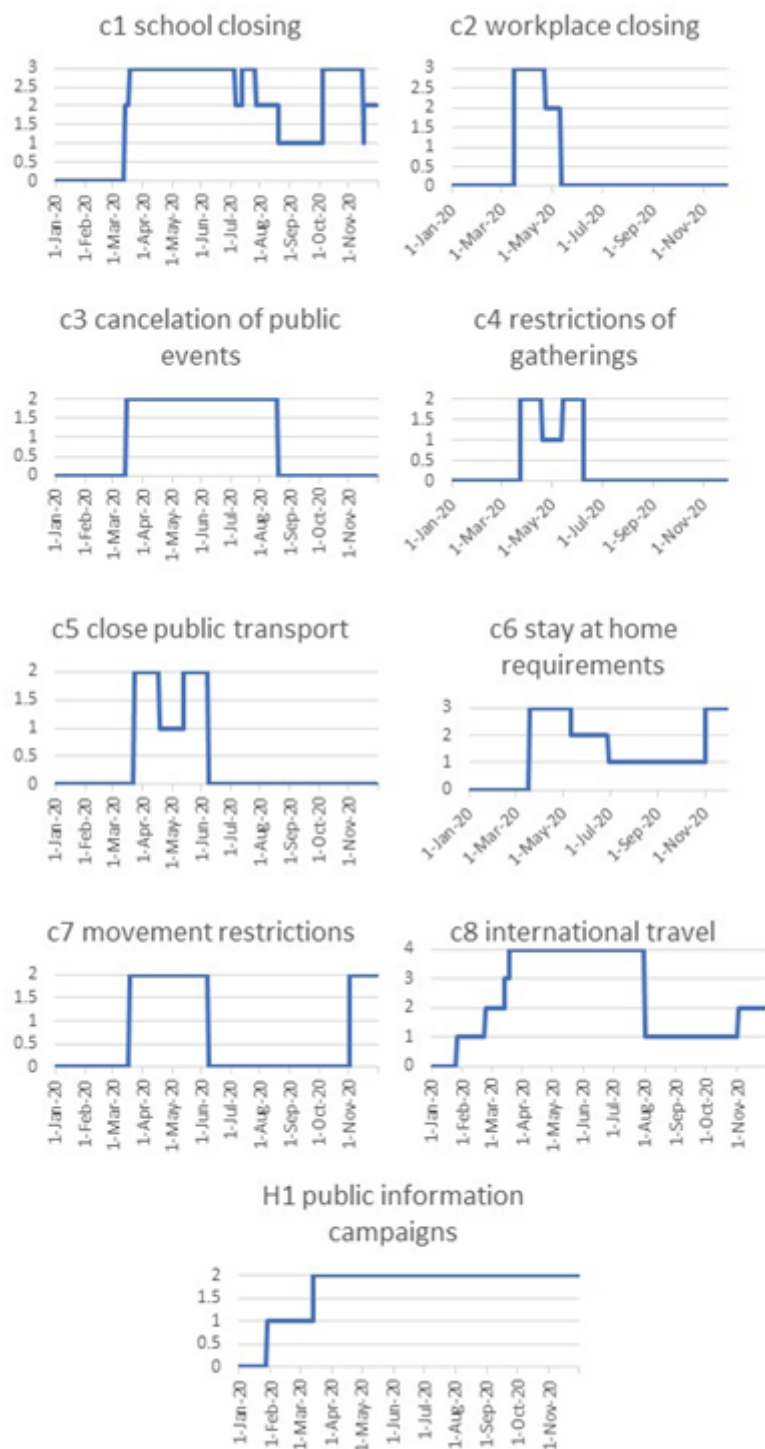 c1 school closing
3
2.5
2
1.5
1
0.5
0
1-Jan-20
1-Feb-20
1-Mar-20
1-Apr-20
1-May-20
1-Jun-20
1-Jul-20
1-Aug-20
1-Sep-20
1-Oct-20
1-Nov-20
c2 workplace closing
3
2.5
2
1.5
1
0.5
0
1-Jan-20
1-Mar-20
1-May-20
1-Jul-20
1-Sep-20
1-Nov-20
c3 cancelation of public
events
2
1.5
1
0.5
0
1-Jan-20
1-Feb-20
1-Mar-20
1-Apr-20
1-May-20
1-Jun-20
1-Jul-20
1-Aug-20
1-Sep-20
1-Oct-20
1-Nov-20
c4 restrictions of
gatherings
2
1.5
1
0.5
0
1-Jan-20
1-Mar-20
1-May-20
1-Jul-20
1-Sep-20
1-Nov-20
c5 close public transport
2
1.5
1
0.5
0
1-Jan-20
1-Feb-20
1-Mar-20
1-Apr-20
1-May-20
1-Jun-20
1-Jul-20
1-Aug-20
1-Sep-20
1-Oct-20
1-Nov-20
c6 stay at home
requirements
3
2
1
0
1-Jan-20
1-Mar-20
1-May-20
1-Jul-20
1-Sep-20
1-Nov-20
c7 movement restrictions
2
1.5
1
0.5
0
1-Jan-20
1-Feb-20
1-Mar-20
1-Apr-20
1-May-20
1-Jun-20
1-Jul-20
1-Aug-20
1-Sep-20
1-Oct-20
1-Nov-20
c8 international travel
4
3
2
1
0
1-Jan-20
1-Feb-20
1-Mar-20
1-Apr-20
1-May-20
1-Jun-20
1-Jul-20
1-Aug-20
1-Sep-20
1-Oct-20
1-Nov-20
H1 public information
campaigns
2
1.5
1
0.5
0
1-Jan-20
1-Feb-20
1-Mar-20
1-Apr-20
1-May-20
1-Jun-20
1-Jul-20
1-Aug-20
1-Sep-20
1-Oct-20
1-Nov-20